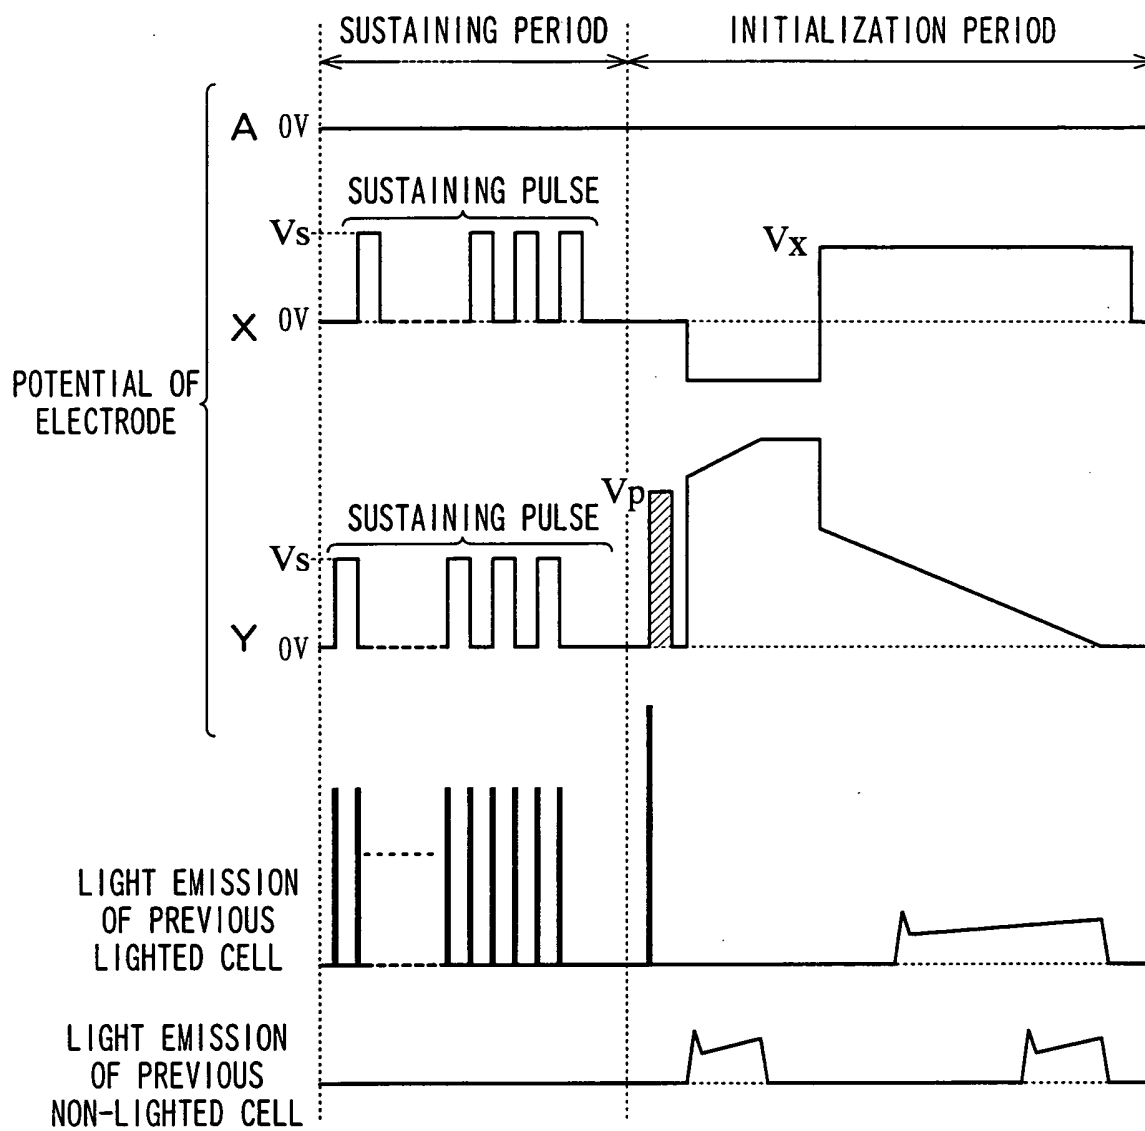 SUSTAINING PERIOD
INITIALIZATION PERIOD
A 0V
SUSTAINING PULSE
Vs
Vx
X 0V
POTENTIAL OF
ELECTRODE
Vp
SUSTAINING PULSE
Vs
Y 0V
LIGHT EMISSION
OF PREVIOUS
LIGHTED CELL
LIGHT EMISSION
OF PREVIOUS
NON-LIGHTED CELL